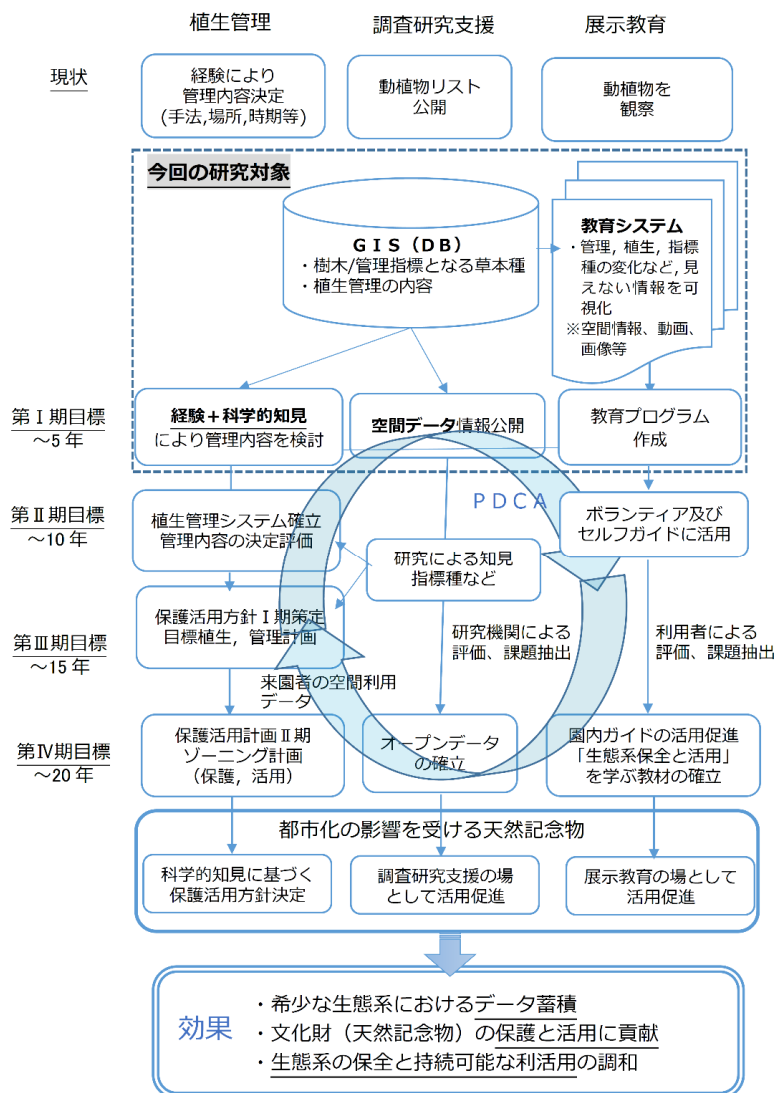 植生管理
調査研究支援
展示教育
現状
経験により
管理内容決定
(手法,場所,時期等)
動植物リスト
公開
動植物を
観察
今回の研究対象
GIS（DB）
・樹木/管理指標となる草本種
・植生管理の内容
教育システム
・管理，植生，指標
種の変化など，見
えない情報を可
視化
※空間情報、動画、
画像等
第Ⅰ期目標
～5年
経験＋科学的知見
により管理内容を検討
空間データ情報公開
教育プログラム
作成
PDCA
第Ⅱ期目標
～10年
植生管理システム確立
管理内容の決定評価
研究による知見
指標種など
ボランティア及び
セルフガイドに活用
第Ⅲ期目標
～15年
保護活用方針Ⅰ期策定
目標植生，管理計画
研究機関による
評価、課題抽出
利用者による
評価、課題抽出
来園者の空間利用
データ
第Ⅳ期目標
～20年
保護活用計画Ⅱ期
ゾーニング計画
（保護，活用）
オープンデータ
の確立
園内ガイドの活用促進
「生態系保全と活用」
を学ぶ教材の確立
都市化の影響を受ける天然記念物
科学的知見に基づく
保護活用方針決定
調査研究支援の場
として活用促進
展示教育の場として
活用促進
効果
・希少な生態系におけるデータ蓄積
・文化財（天然記念物）の保護と活用に貢献
・生態系の保全と持続可能な利活用の調和